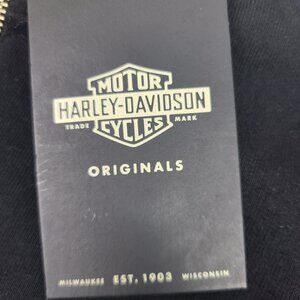 MOTOR
HARLEY-DAVIDSON
TRADE MARK
CYCLES
ORIGINALS
MILWAUKEE EST. 1903 WISCONSIN